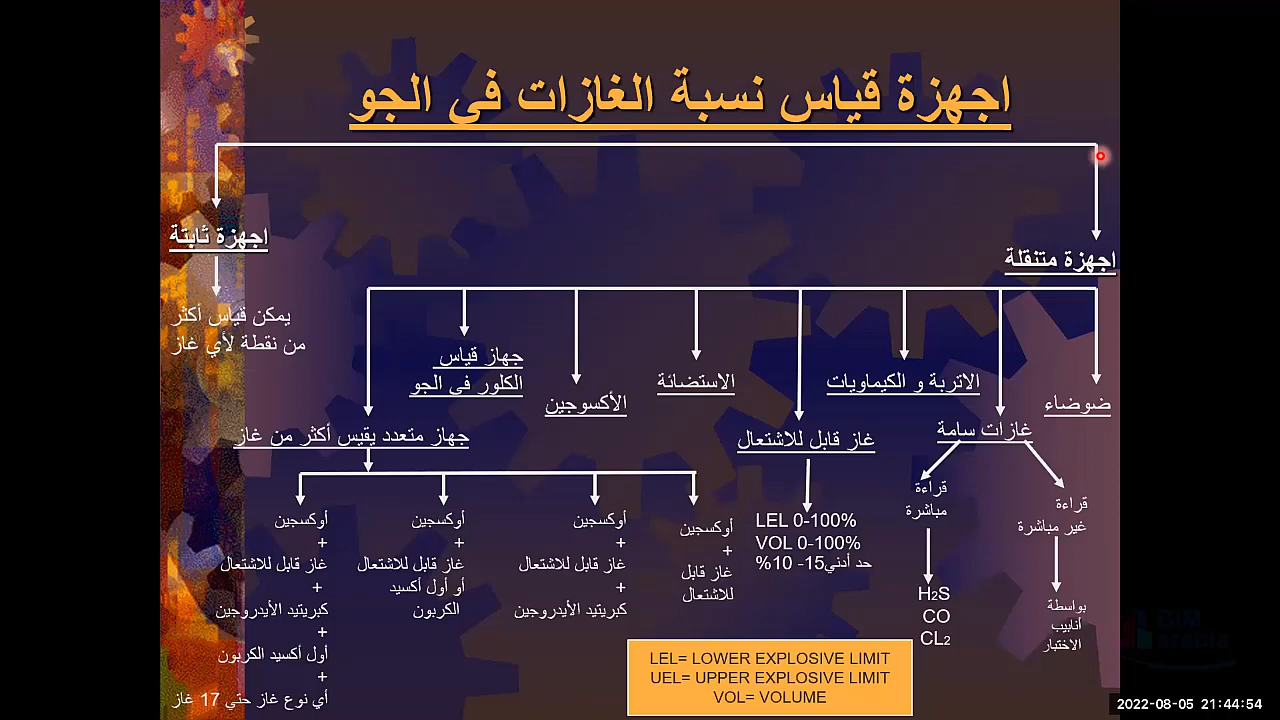 اجهزة قياس نسبة الغازات في الجو
اجهزة متنقلة
اجهزة ثابتة
يمكن قياس أكثر
من نقطة لأي غاز
ضوضاء
غازات سامة
قراءة
غير مباشرة
بواسطة
أنابيب
الاختبار
قراءة
مباشرة
H2S
CO
CL2
الاتربة و الكيماويات
غاز قابل للاشتعال
LEL 0-100%
VOL 0-100%
حد أدني15- 10%
الاستضائة
الأكسوجين
جهاز قياس
الكلور في الجو
جهاز متعدد يقيس أكثر من غاز
أوكسجين
+
غاز قابل
للاشتعال
أوكسجين
+
غاز قابل للاشتعال
+
كبريتيد الأيدروجين
أوكسجين
+
غاز قابل للاشتعال
أو أول أكسيد
الكربون
أوكسجين
+
غاز قابل للاشتعال
+
كبريتيد الأيدروجين
+
أول أكسيد الكربون
+
أي نوع غاز حتي 17 غاز
LEL= LOWER EXPLOSIVE LIMIT
UEL= UPPER EXPLOSIVE LIMIT
VOL= VOLUME
2022-08-05 21:44:54